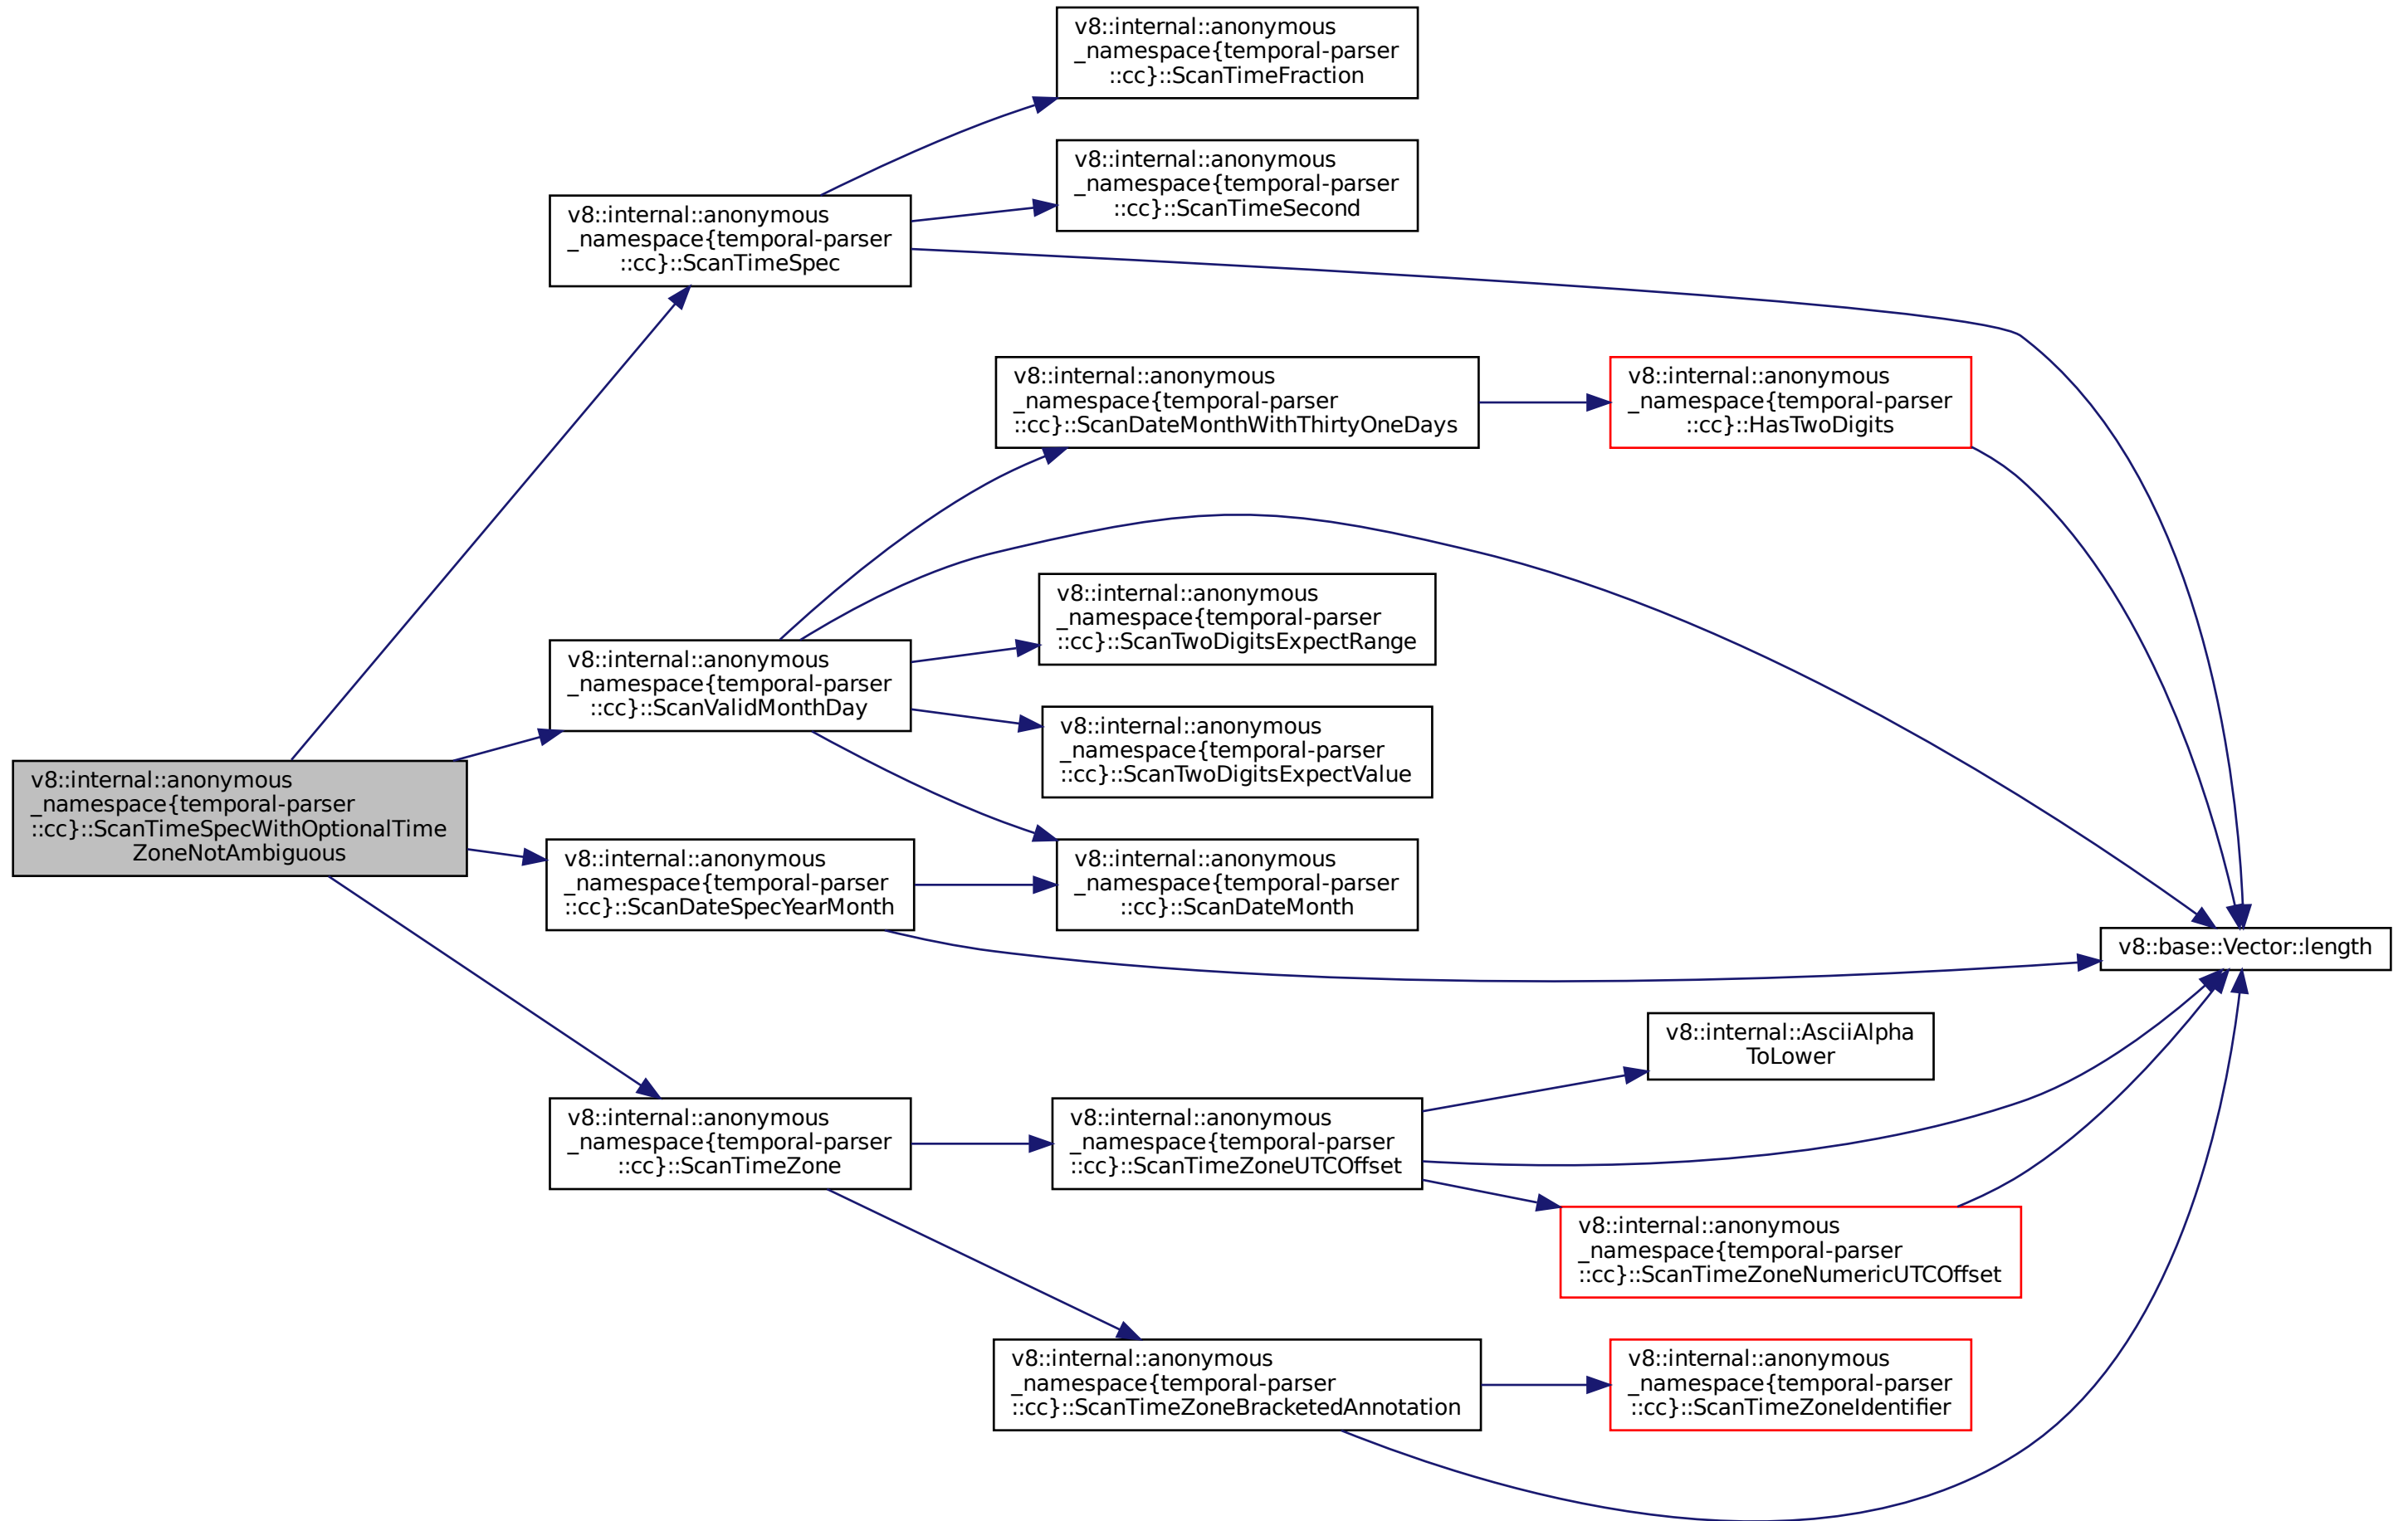 v8::internal::anonymous
_namespace{temporal-parser
::cc}::ScanTimeFraction
v8::internal::anonymous
_namespace{temporal-parser
::cc}::ScanTimeSecond
v8::internal::anonymous
_namespace{temporal-parser
::cc}::ScanTimeSpec
v8::internal::anonymous
_namespace{temporal-parser
::cc}::ScanDateMonthWithThirtyOneDays
v8::internal::anonymous
_namespace{temporal-parser
::cc}::HasTwoDigits
v8::internal::anonymous
_namespace{temporal-parser
::cc}::ScanTwoDigitsExpectRange
v8::internal::anonymous
_namespace{temporal-parser
::cc}::ScanValidMonthDay
v8::internal::anonymous
_namespace{temporal-parser
::cc}::ScanTwoDigitsExpectValue
v8::internal::anonymous
_namespace{temporal-parser
::cc}::ScanTimeSpecWithOptionalTime
ZoneNotAmbiguous
v8::internal::anonymous
_namespace{temporal-parser
::cc}::ScanDateSpecYearMonth
v8::internal::anonymous
_namespace{temporal-parser
::cc}::ScanDateMonth
v8::base::Vector::length
v8::internal::AsciiAlpha
ToLower
v8::internal::anonymous
_namespace{temporal-parser
::cc}::ScanTimeZone
v8::internal::anonymous
_namespace{temporal-parser
::cc}::ScanTimeZoneUTCOffset
v8::internal::anonymous
_namespace{temporal-parser
::cc}::ScanTimeZoneNumericUTCOffset
v8::internal::anonymous
_namespace{temporal-parser
::cc}::ScanTimeZoneBracketedAnnotation
v8::internal::anonymous
_namespace{temporal-parser
::cc}::ScanTimeZoneIdentifier